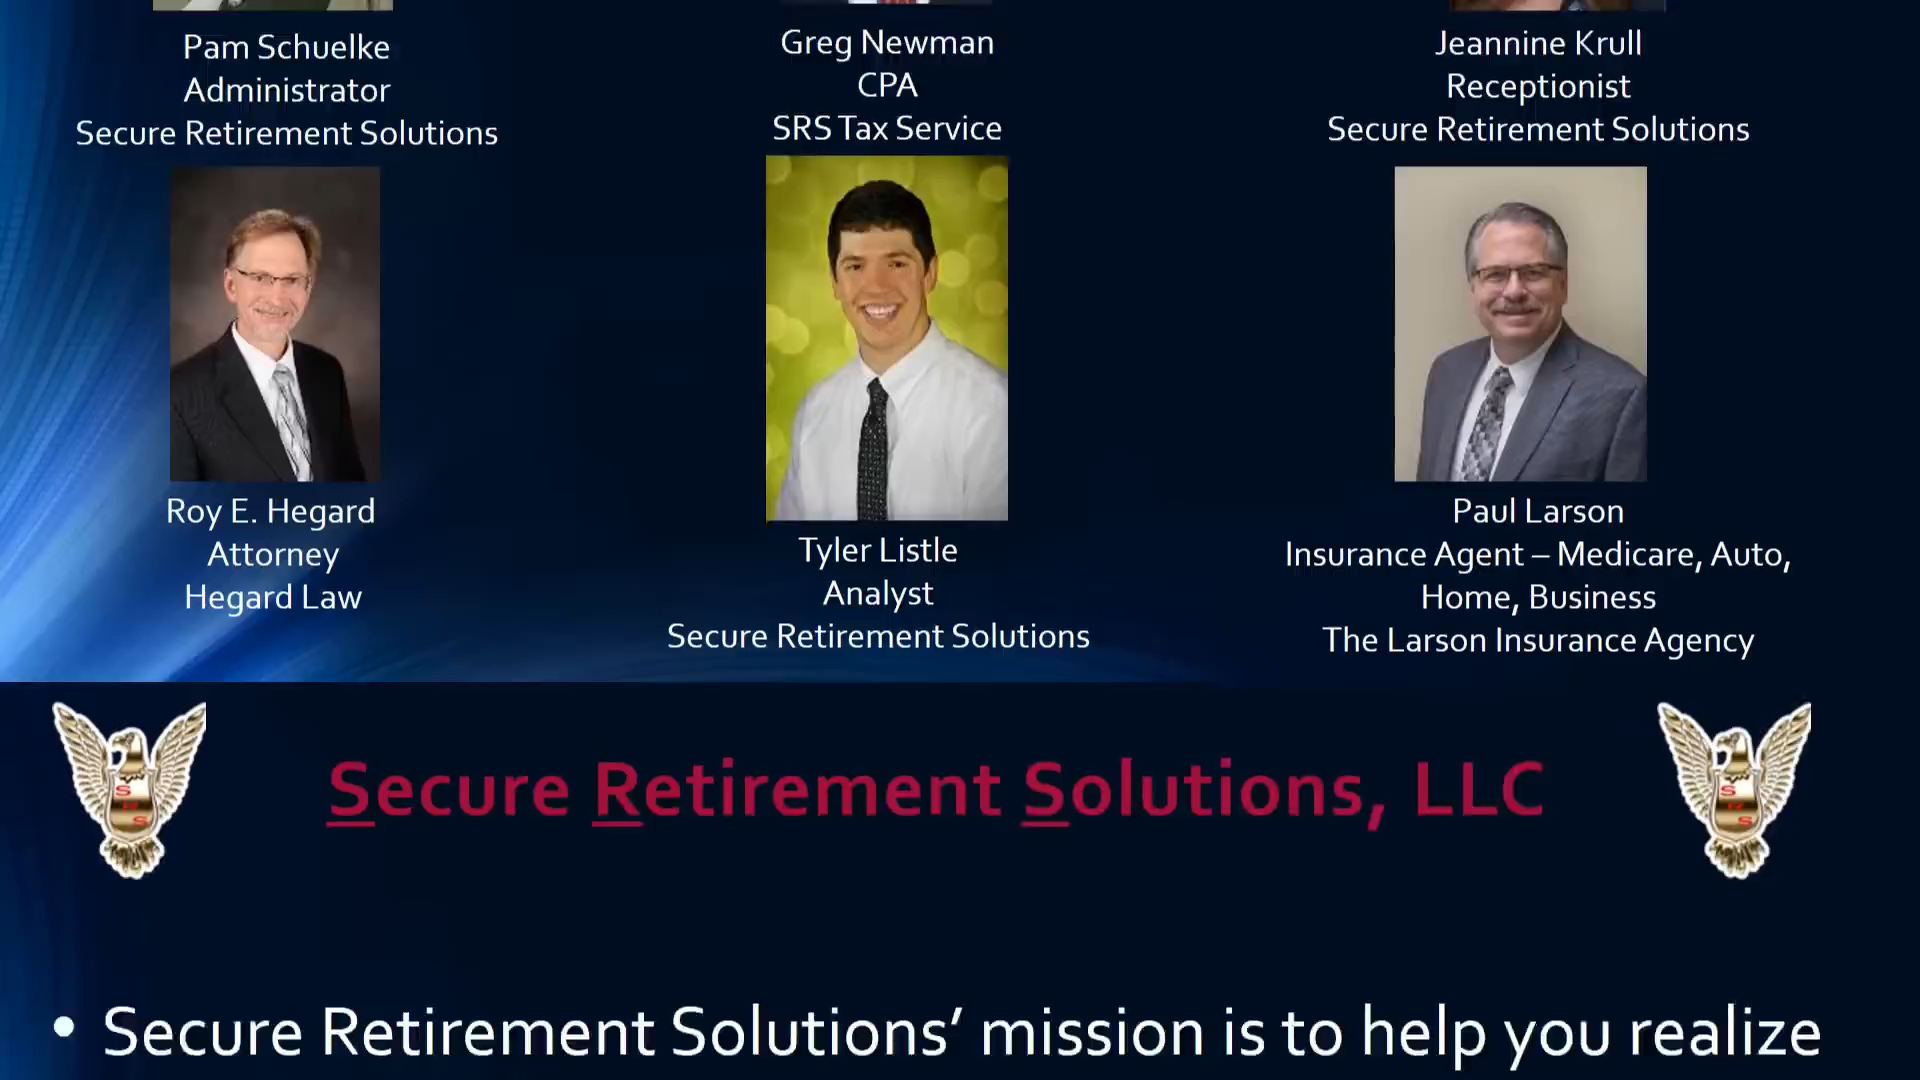 Pam Schuelke
Administrator
Secure Retirement Solutions
Greg Newman
CPA
SRS Tax Service
Jeannine Krull
Receptionist
Secure Retirement Solutions
Roy E. Hegard
Attorney
Hegard Law
Tyler Listle
Analyst
Secure Retirement Solutions
Paul Larson
Insurance Agent – Medicare, Auto,
Home, Business
The Larson Insurance Agency
S
S
Secure Retirement Solutions, LLC
S
S
• Secure Retirement Solutions’ mission is to help you realize